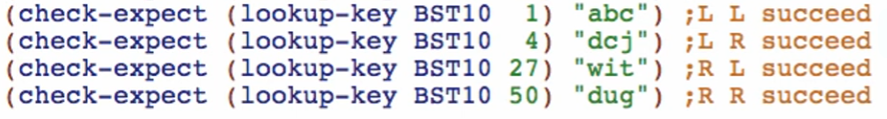 (check-expect (lookup-key BST10  1) "abc") ;L L succeed
(check-expect (lookup-key BST10  4) "dcj") ;L R succeed
(check-expect (lookup-key BST10 27) "wit") ;R L succeed
(check-expect (lookup-key BST10 50) "dug") ;R R succeed